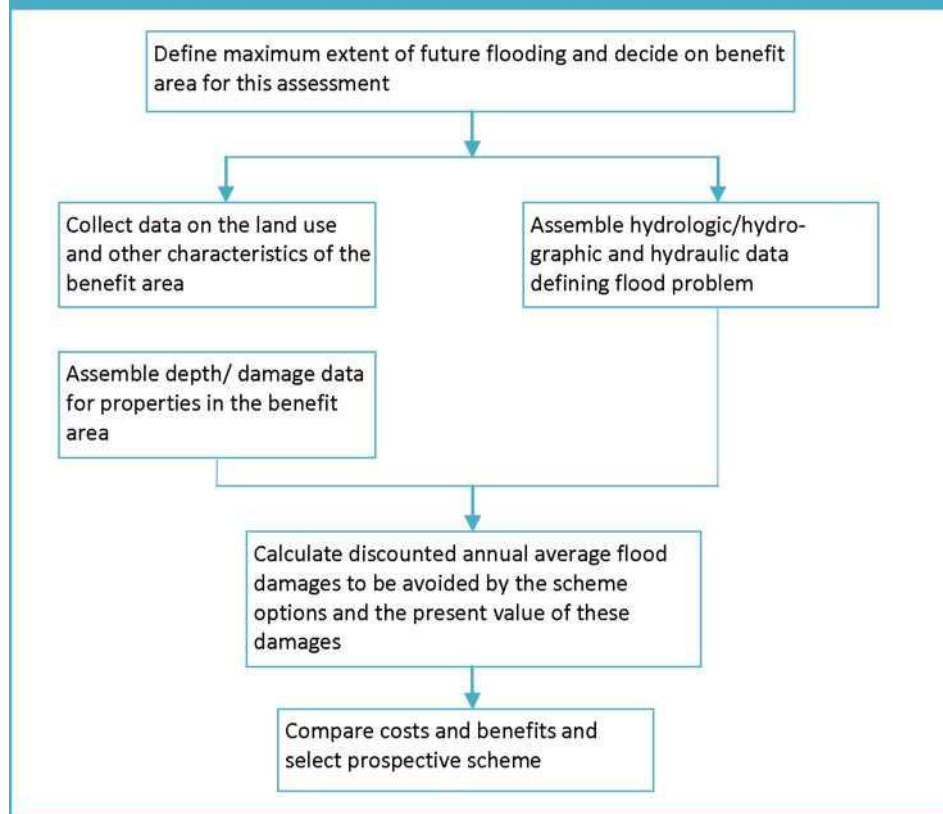 Define maximum extent of future flooding and decide on benefit
area for this assessment
Collect data on the land use
and other characteristics of the
benefit area
Assemble hydrologic/hydro-
graphic and hydraulic data
defining flood problem
Assemble depth/ damage data
for properties in the benefit
area
Calculate discounted annual average flood
damages to be avoided by the scheme
options and the present value of these
damages
Compare costs and benefits and
select prospective scheme